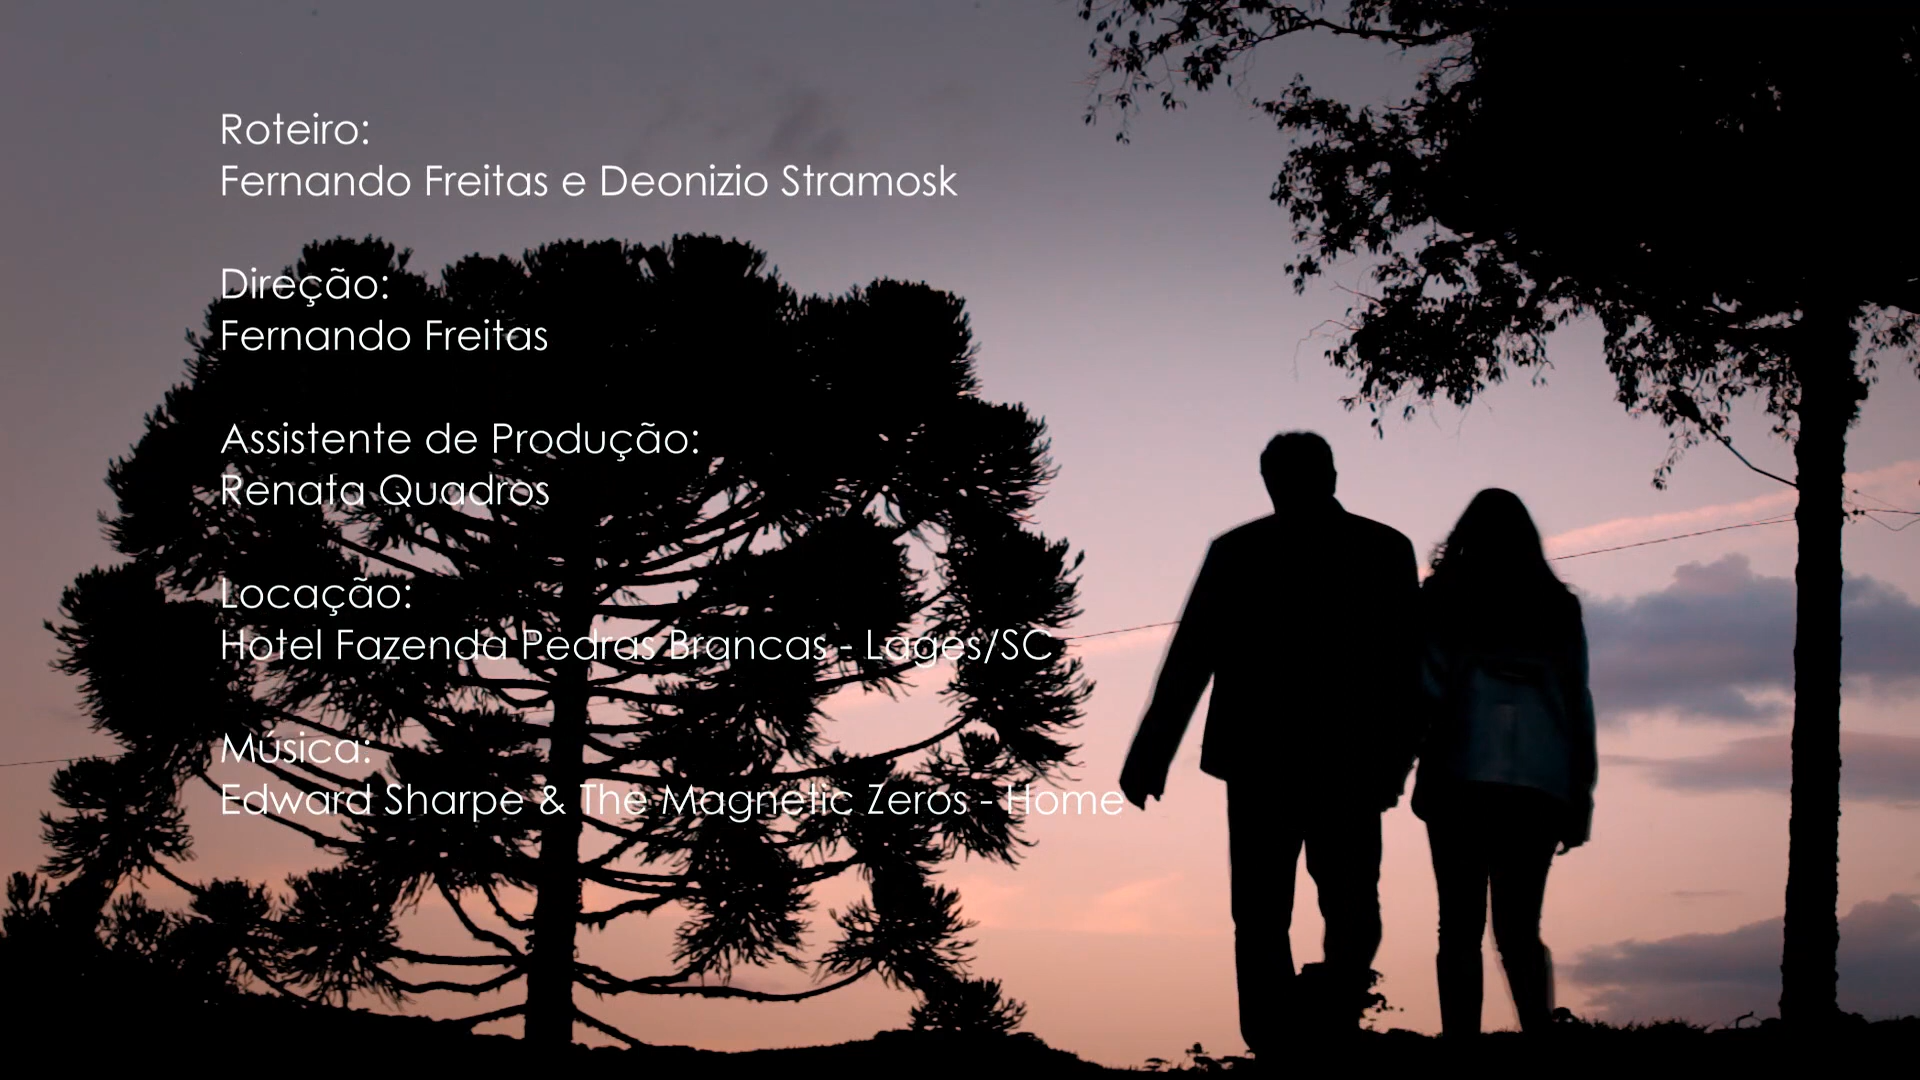 Roteiro:
Fernando Freitas e Deonizio Stramosk
Direção:
Fernando Freitas
Assistente de Produção:
Renata Quadros
Locação:
Hotel Fazenda Pedras Brancas - Lages/SC
Música:
Edward Sharpe & The Magnetic Zeros - Home